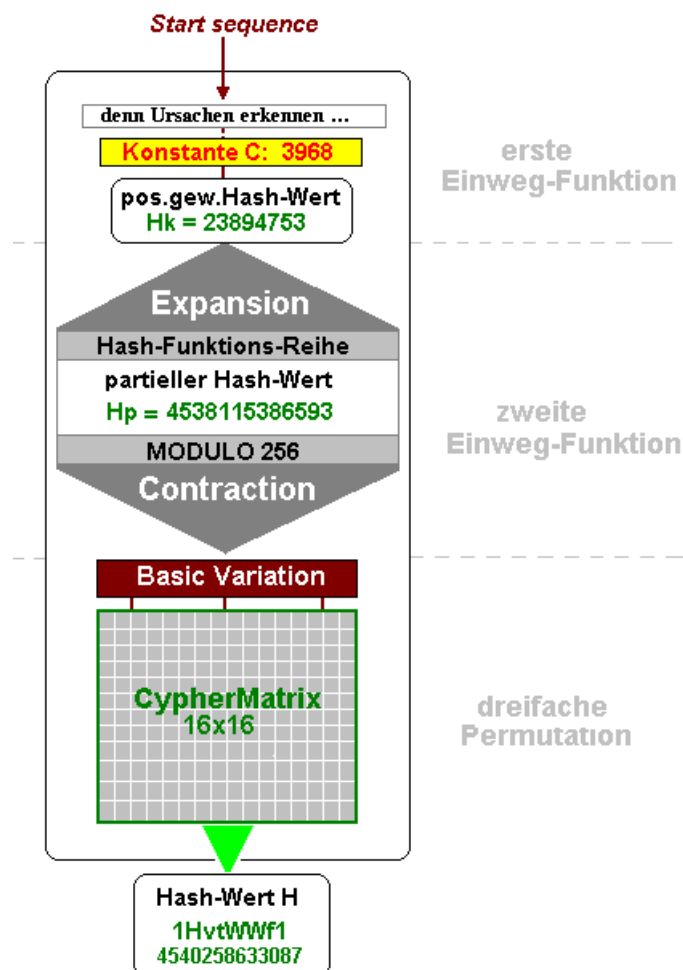 Start sequence
denn Ursachen erkennen ...
Konstante C: 3968
erste
Einweg-Funktion
pos.gew.Hash-Wert
Hk = 23894753
Expansion
Hash-Funktions-Reihe
partieller Hash-Wert
Hp = 4538115386593
zweite
Einweg-Funktion
MODULO 256
Contraction
Basic Variation
CypherMatrix
16x16
dreifache
Permutation
Hash-Wert H
1HvtWWf1
4540258633087